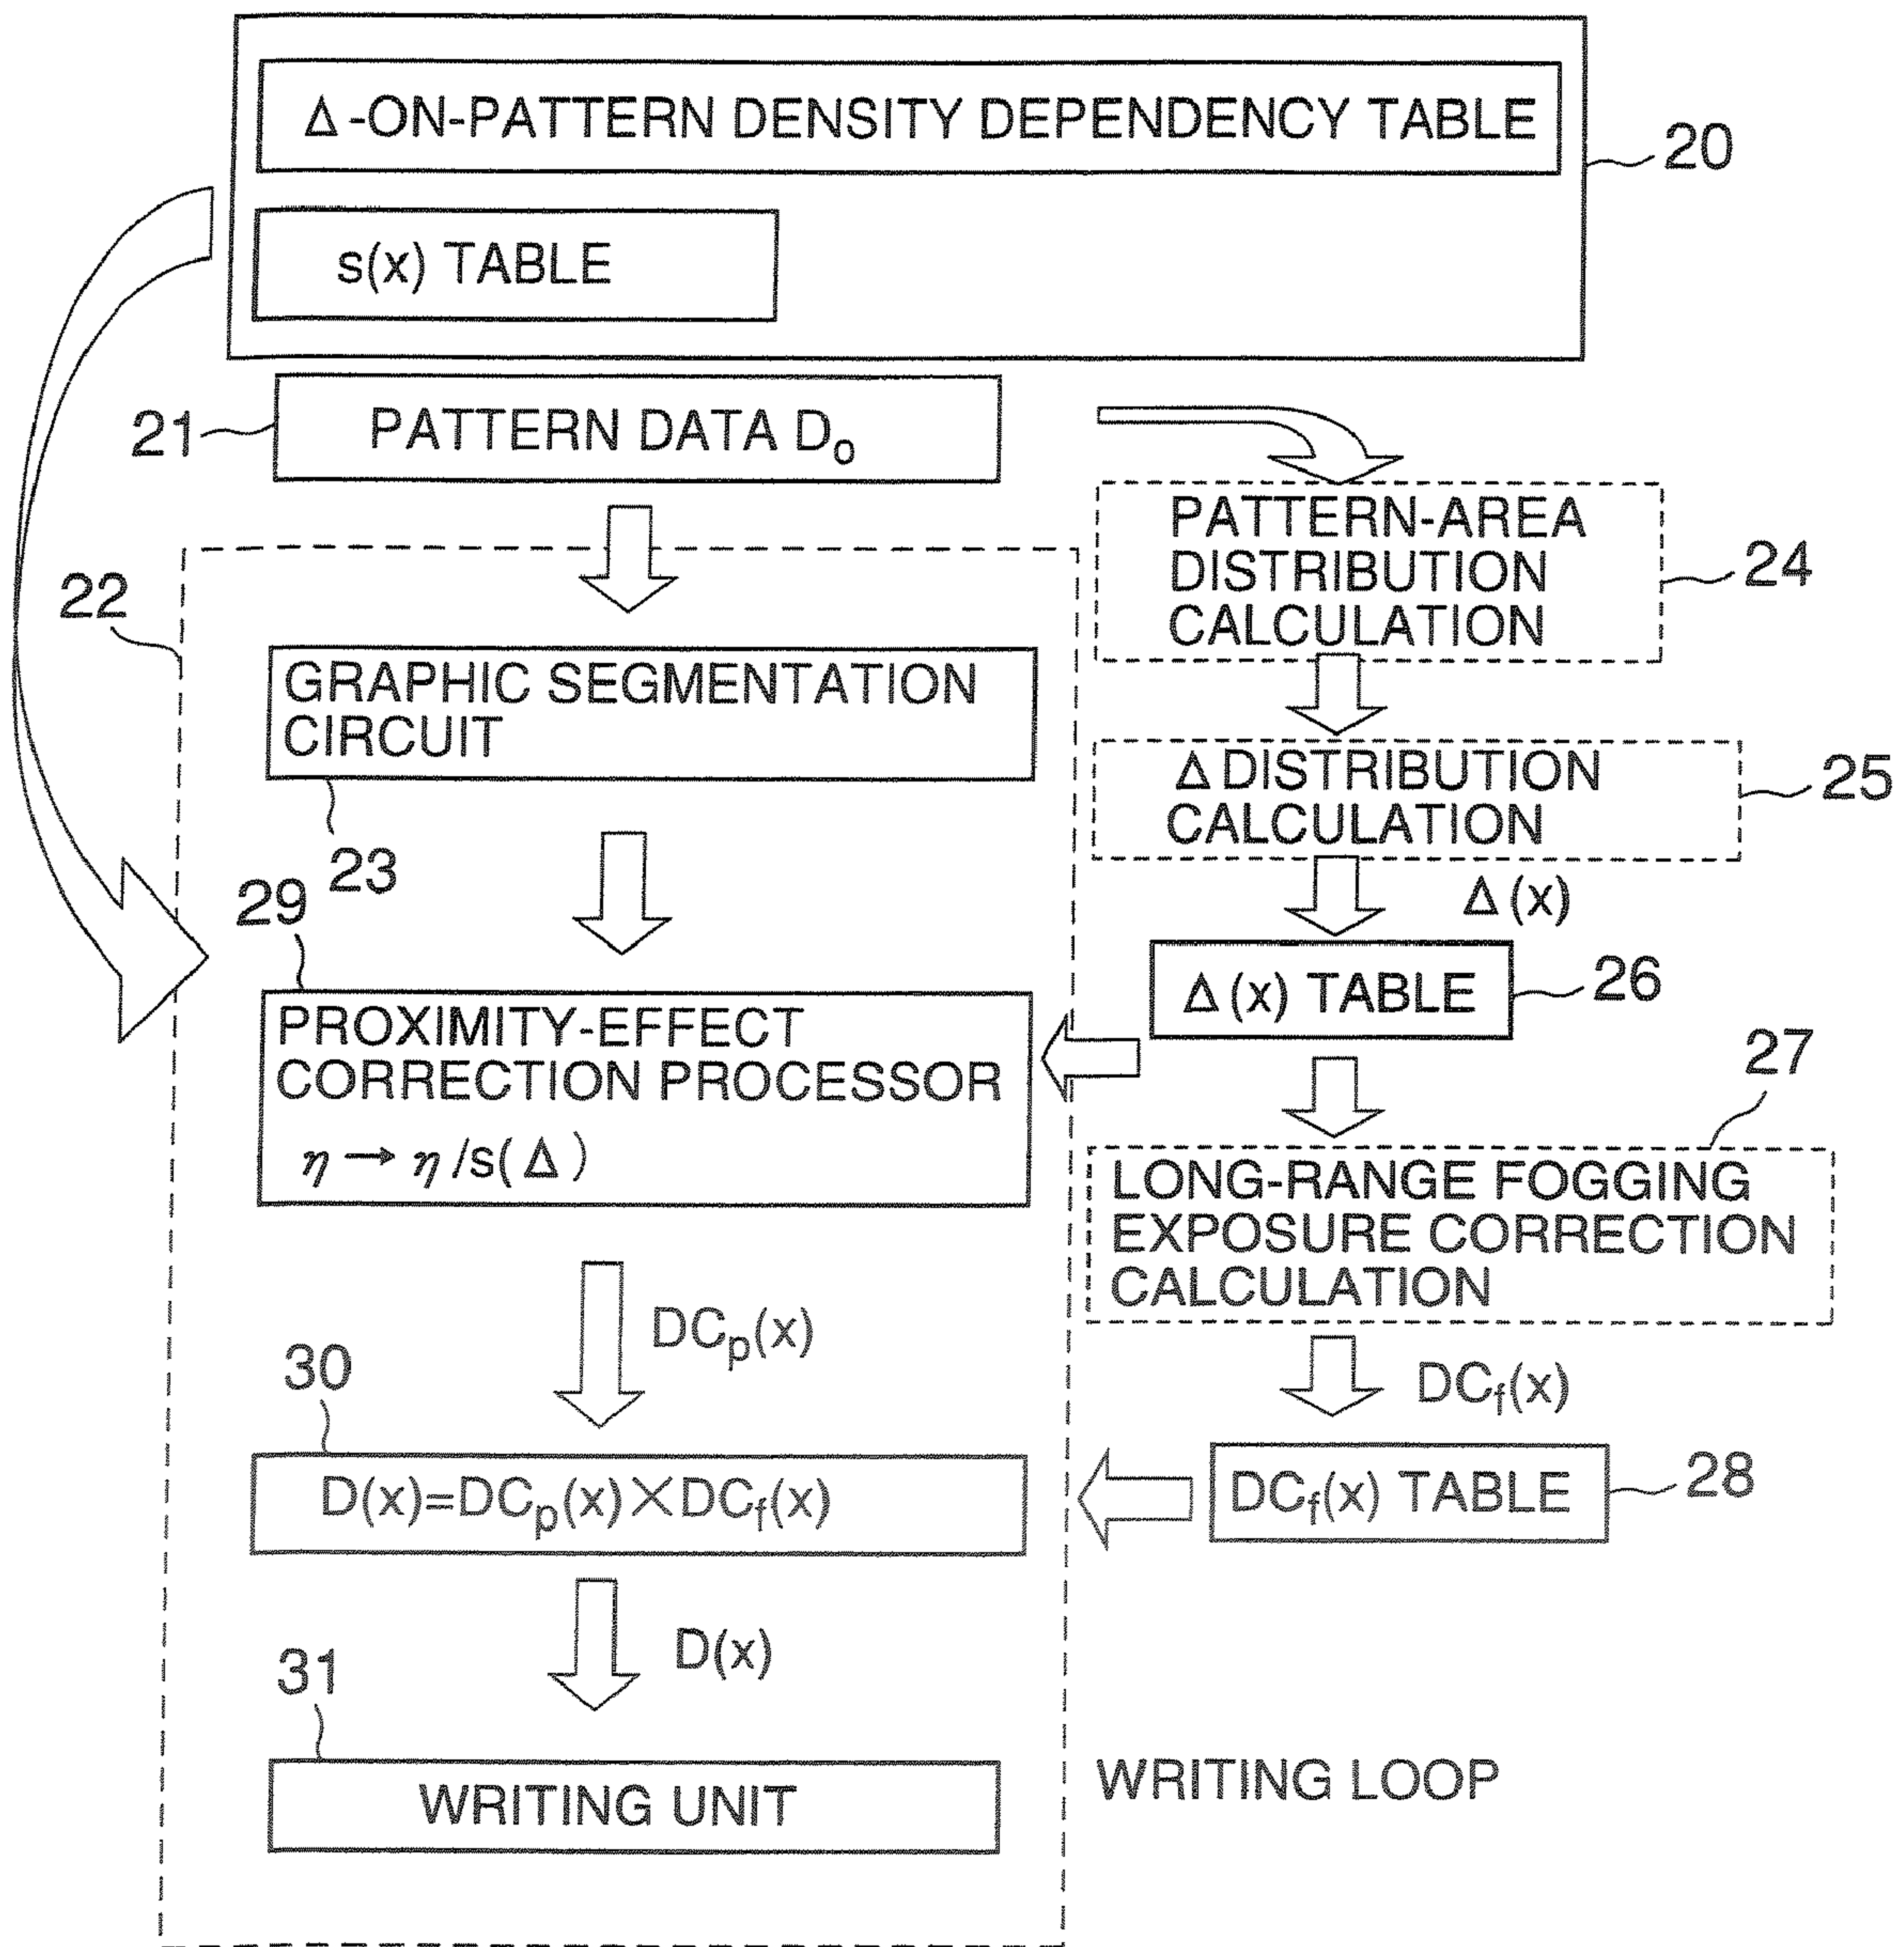 Δ-ON-PATTERN DENSITY DEPENDENCY TABLE
20
s(x) TABLE
21
PATTERN DATA D₀
22
PATTERN-AREA
DISTRIBUTION
CALCULATION
24
GRAPHIC SEGMENTATION
CIRCUIT
23
Δ DISTRIBUTION
CALCULATION
25
Δ(x)
29
PROXIMITY-EFFECT
CORRECTION PROCESSOR
η → η/s(Δ)
Δ(x) TABLE
26
27
LONG-RANGE FOGGING
EXPOSURE CORRECTION
CALCULATION
DCp(x)
DCf(x)
30
D(x)=DCp(x)×DCf(x)
DCf(x) TABLE
28
D(x)
31
WRITING UNIT
WRITING LOOP